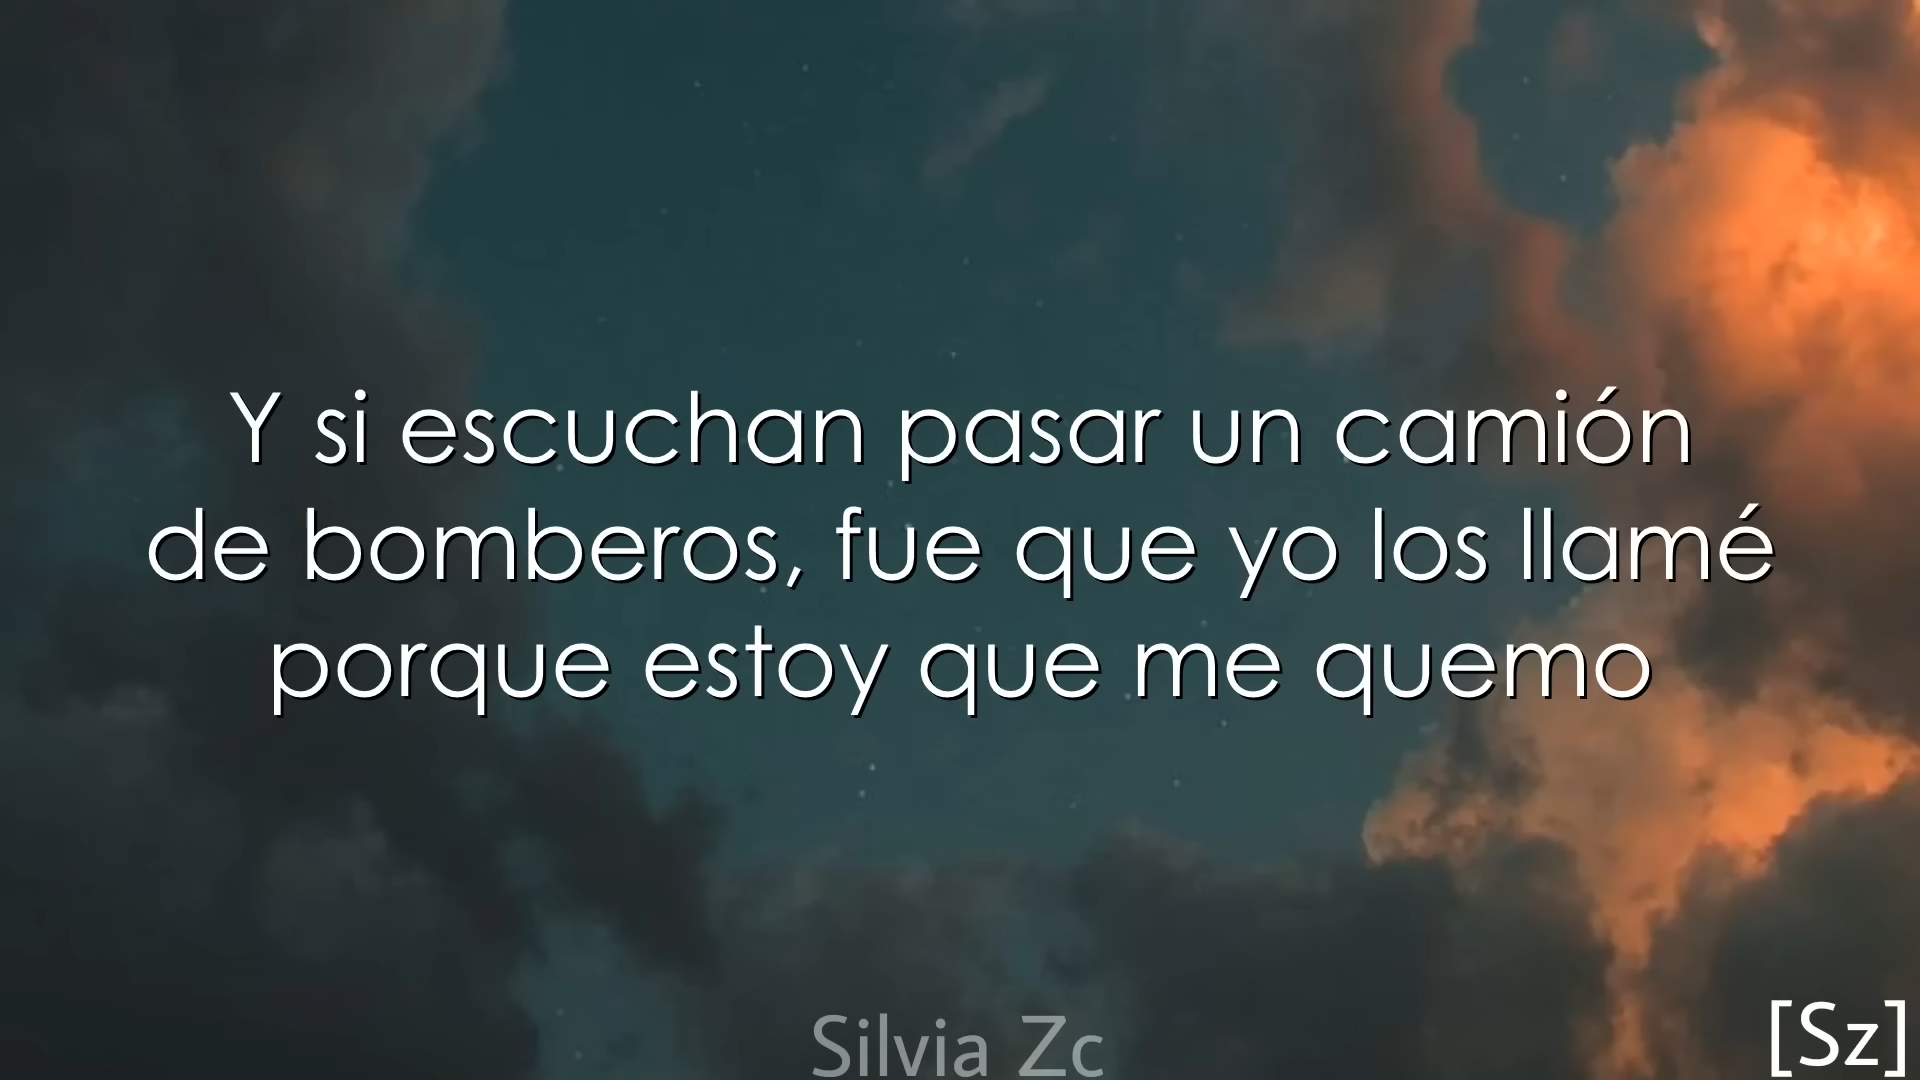 Y si escuchan pasar un camión
de bomberos, fue que yo los llamé
porque estoy que me quemo
Silvia Zc
[Sz]